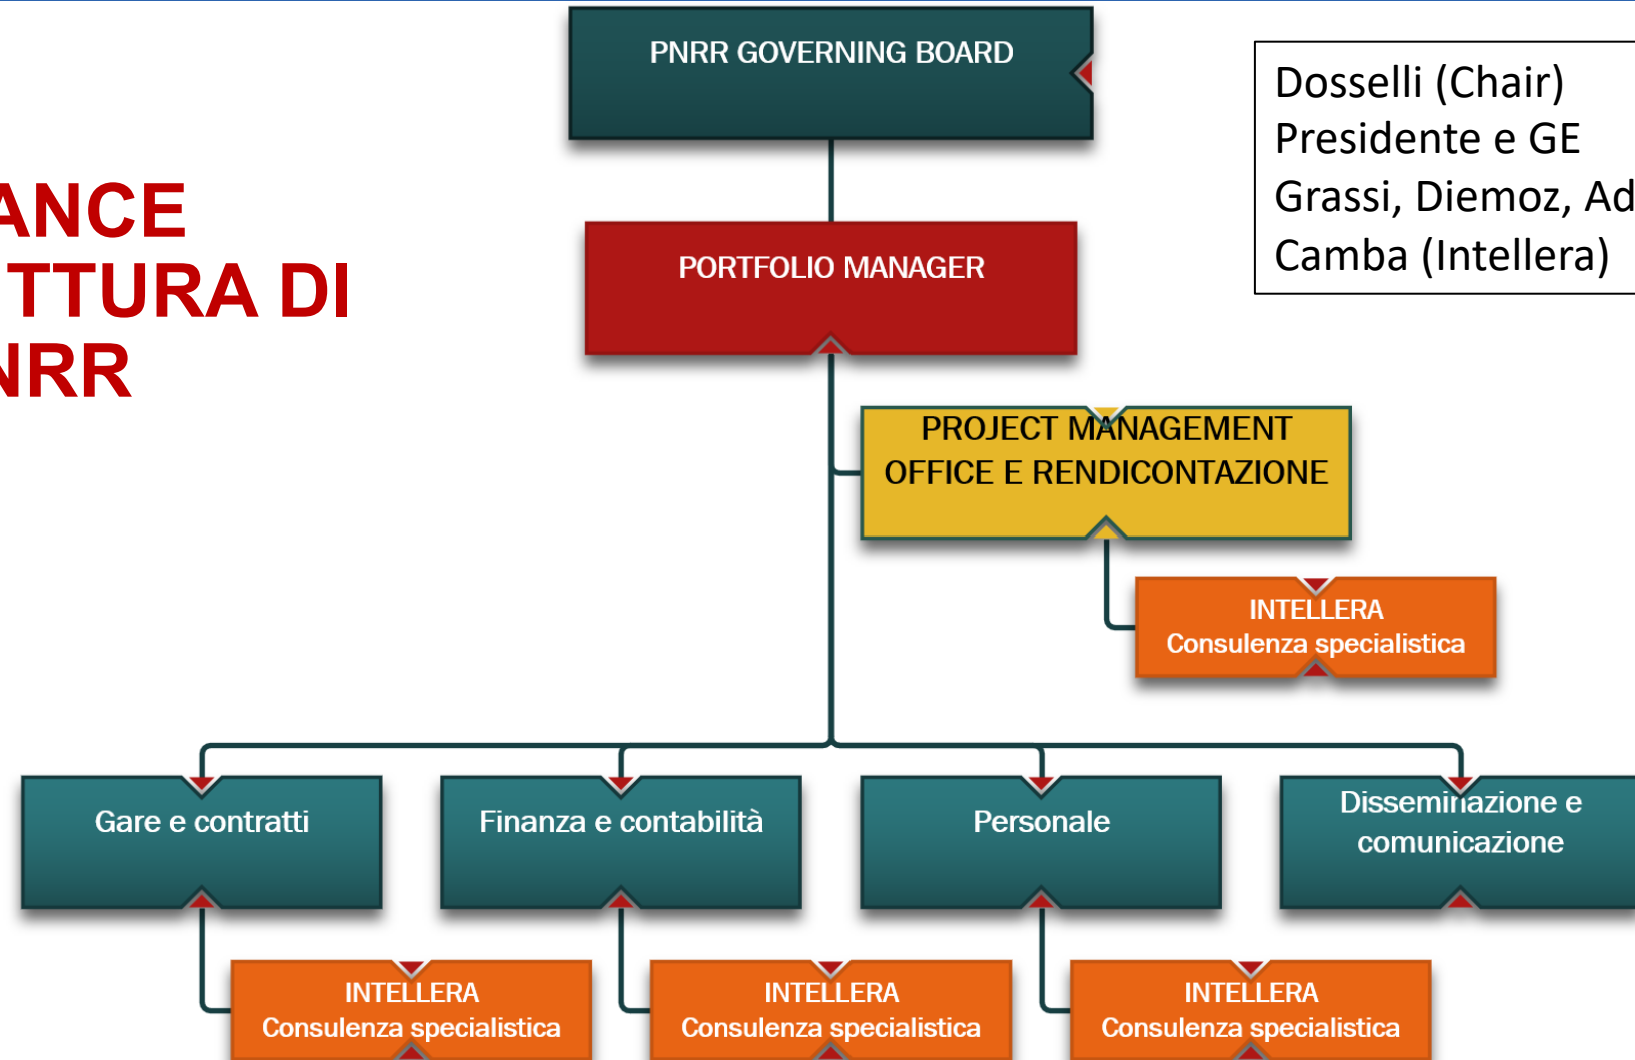 PNRR GOVERNING BOARD
Dosselli (Chair)
Presidente e GE
Grassi, Diemoz, Ad
Camba (Intellera)
ANCE
TTURA DI
NRR
PORTFOLIO MANAGER
PROJECT MANAGEMENT
OFFICE E RENDICONTAZIONE
INTELLERA
Consulenza specialistica
Gare e contratti
Finanza e contabilità
Personale
Disseminazione e
comunicazione
INTELLERA
Consulenza specialistica
INTELLERA
Consulenza specialistica
INTELLERA
Consulenza specialistica